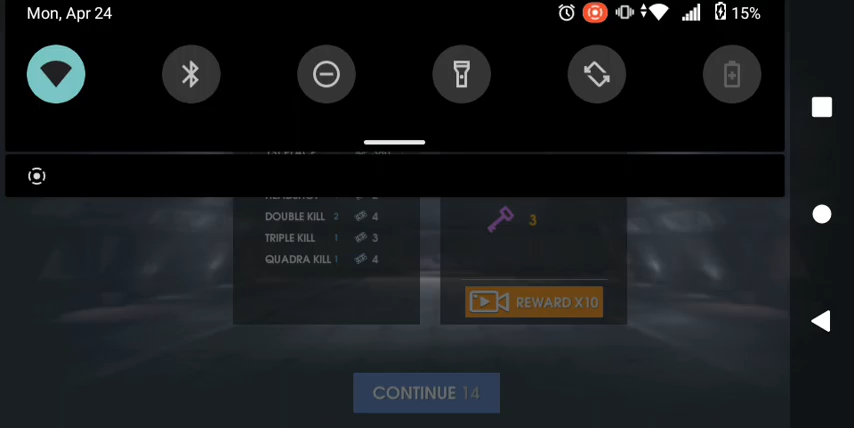 Mon, Apr 24
15%
DOUBLE KILL 2 4
TRIPLE KILL 1 3
QUADRA KILL 1 4
3
REWARD X10
CONTINUE 14